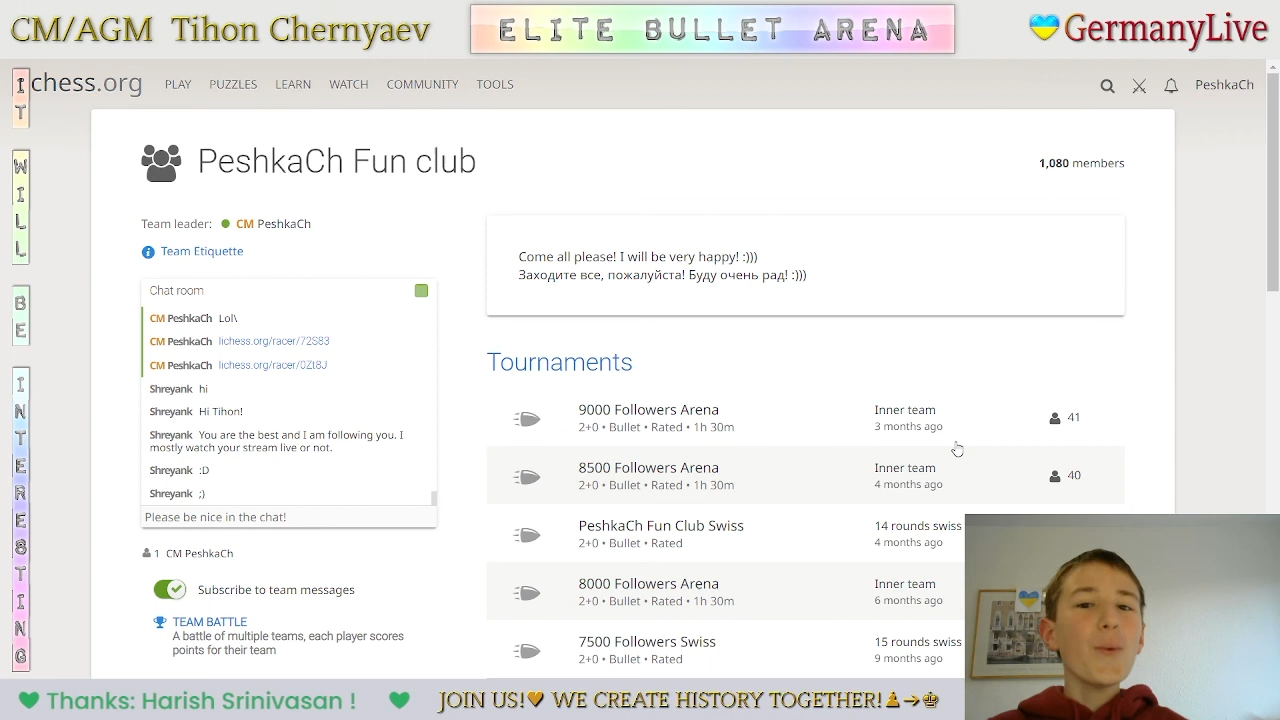 CM/AGM Tihon Chernyaev
ELITE BULLET ARENA
GermanyLive
IT WILL BE INTERESTING
lichess.org
PLAY PUZZLES LEARN WATCH COMMUNITY TOOLS
PeshkaCh
PeshkaCh Fun club
1,080 members
Team leader: CM PeshkaCh
Team Etiquette
Chat room
CM PeshkaCh Lol\
CM PeshkaCh lichess.org/racer/72S83
CM PeshkaCh lichess.org/racer/0Zt8J
Shreyank hi
Shreyank Hi Tihon!
Shreyank You are the best and I am following you. I
mostly watch your stream live or not.
Shreyank :D
Shreyank ;)
Please be nice in the chat!
1 CM PeshkaCh
Subscribe to team messages
TEAM BATTLE
A battle of multiple teams, each player scores
points for their team
Come all please! I will be very happy! :)))
Заходите все, пожалуйста! Буду очень рад! :)))
Tournaments
9000 Followers Arena Inner team 41
2+0 • Bullet • Rated • 1h 30m 3 months ago
8500 Followers Arena Inner team 40
2+0 • Bullet • Rated • 1h 30m 4 months ago
PeshkaCh Fun Club Swiss 14 rounds swiss
2+0 • Bullet • Rated 4 months ago
8000 Followers Arena Inner team
2+0 • Bullet • Rated • 1h 30m 6 months ago
7500 Followers Swiss 15 rounds swiss
2+0 • Bullet • Rated 9 months ago
Thanks: Harish Srinivasan !
JOIN US! WE CREATE HISTORY TOGETHER!